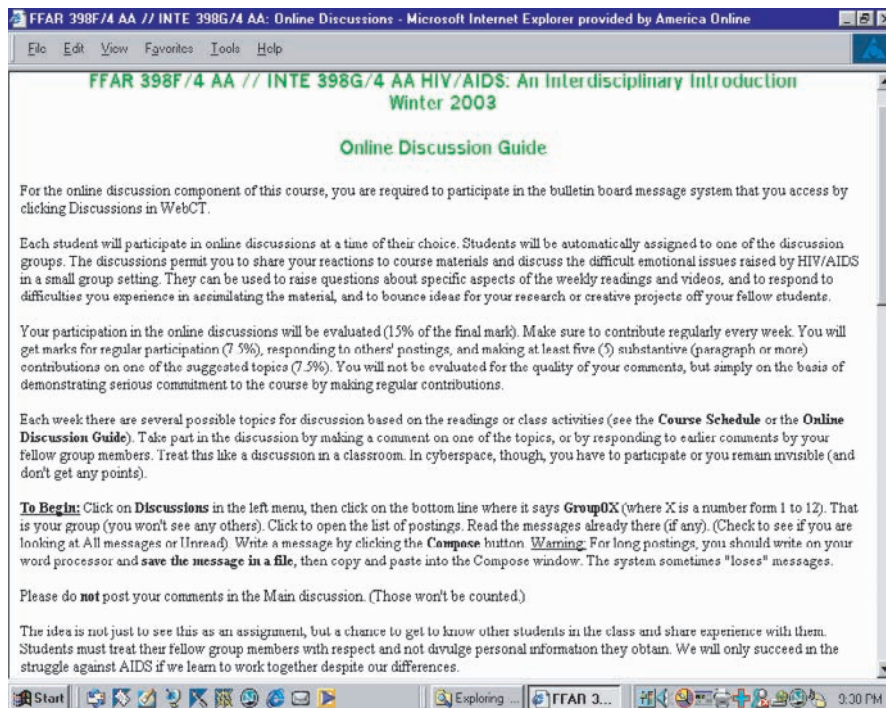 FFAR 398F/4 AA // INTE 398G/4 AA: Online Discussions - Microsoft Internet Explorer provided by America Online
File Edit View Favorites Tools Help
FFAR 398F/4 AA // INTE 398G/4 AA HIV/AIDS: An Interdisciplinary Introduction
Winter 2003
Online Discussion Guide
For the online discussion component of this course, you are required to participate in the bulletin board message system that you access by
clicking Discussions in WebCT.
Each student will participate in online discussions at a time of their choice. Students will be automatically assigned to one of the discussion
groups. The discussions permit you to share your reactions to course materials and discuss the difficult emotional issues raised by HIV/AIDS
in a small group setting. They can be used to raise questions about specific aspects of the weekly readings and videos, and to respond to
difficulties you experience in assimilating the material, and to bounce ideas for your research or creative projects off your fellow students.
Your participation in the online discussions will be evaluated (15% of the final mark). Make sure to contribute regularly every week. You will
get marks for regular participation (7.5%), responding to others' postings, and making at least five (5) substantive (paragraph or more)
contributions on one of the suggested topics (7.5%). You will not be evaluated for the quality of your comments, but simply on the basis of
demonstrating serious commitment to the course by making regular contributions.
Each week there are several possible topics for discussion based on the readings or class activities (see the Course Schedule or the Online
Discussion Guide). Take part in the discussion by making a comment on one of the topics, or by responding to earlier comments by your
fellow group members. Treat this like a discussion in a classroom. In cyberspace, though, you have to participate or you remain invisible (and
don't get any points).
To Begin: Click on Discussions in the left menu, then click on the bottom line where it says Group0X (where X is a number form 1 to 12). That
is your group (you won't see any others). Click to open the list of postings. Read the messages already there (if any). (Check to see if you are
looking at All messages or Unread). Write a message by clicking the Compose button. Warning: For long postings, you should write on your
word processor and save the message in a file, then copy and paste into the Compose window. The system sometimes "loses" messages.
Please do not post your comments in the Main discussion. (Those won't be counted.)
The idea is not just to see this as an assignment, but a chance to get to know other students in the class and share experience with them.
Students must treat their fellow group members with respect and not divulge personal information they obtain. We will only succeed in the
struggle against AIDS if we learn to work together despite our differences.
Start Exploring ... FFAR 3... 9:30 PM